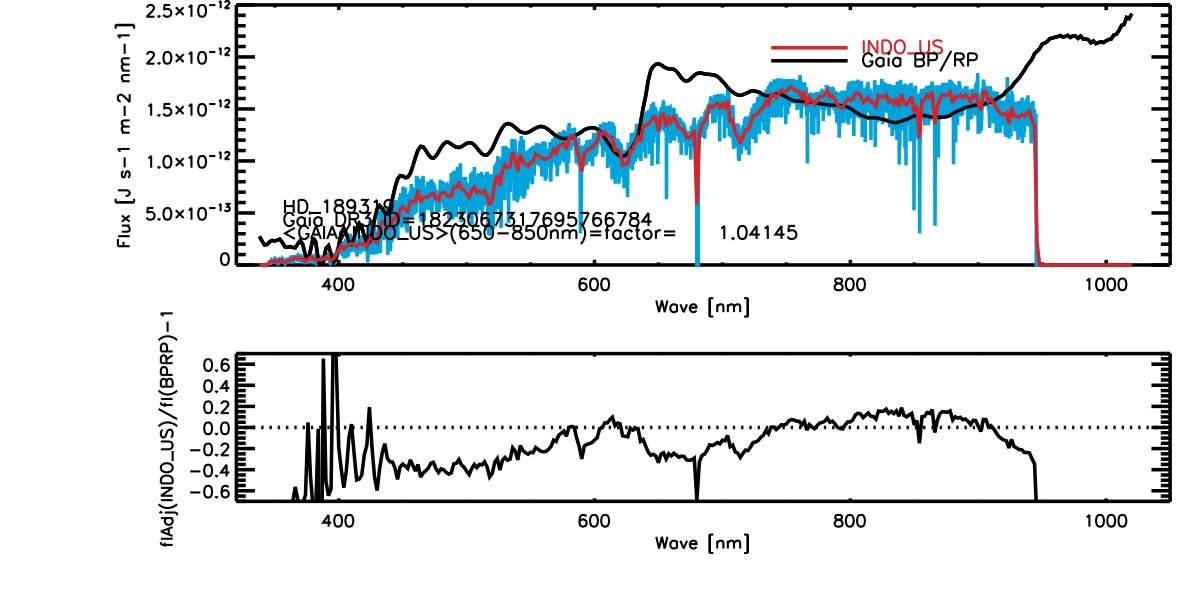 2.5×10⁻¹²
2.0×10⁻¹²
1.5×10⁻¹²
1.0×10⁻¹²
5.0×10⁻¹³
0
Flux [J s-1 m-2 nm-1]
INDO_US
Gaia BP/RP
HD_189319
Gaia DR3 ID=1823067317695766784
<GAIA/INDO_US>(650-850nm)=factor= 1.04145
400 600 800 1000
Wave [nm]
flAdj(INDO_US)/fl(BPRP)-1
0.6
0.4
0.2
0.0
-0.2
-0.4
-0.6
400 600 800 1000
Wave [nm]